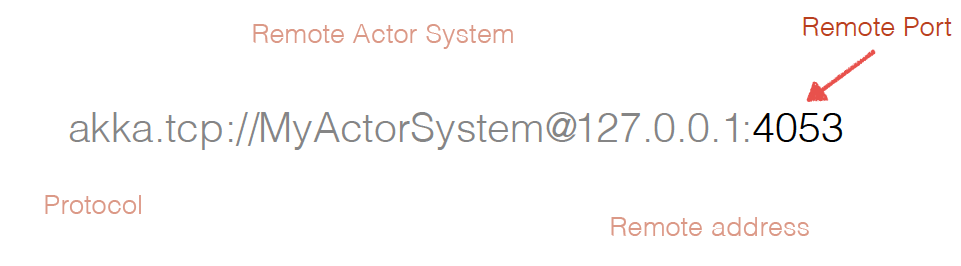 Remote Port
Remote Actor System
akka.tcp://MyActorSystem@127.0.0.1:4053
Protocol
Remote address